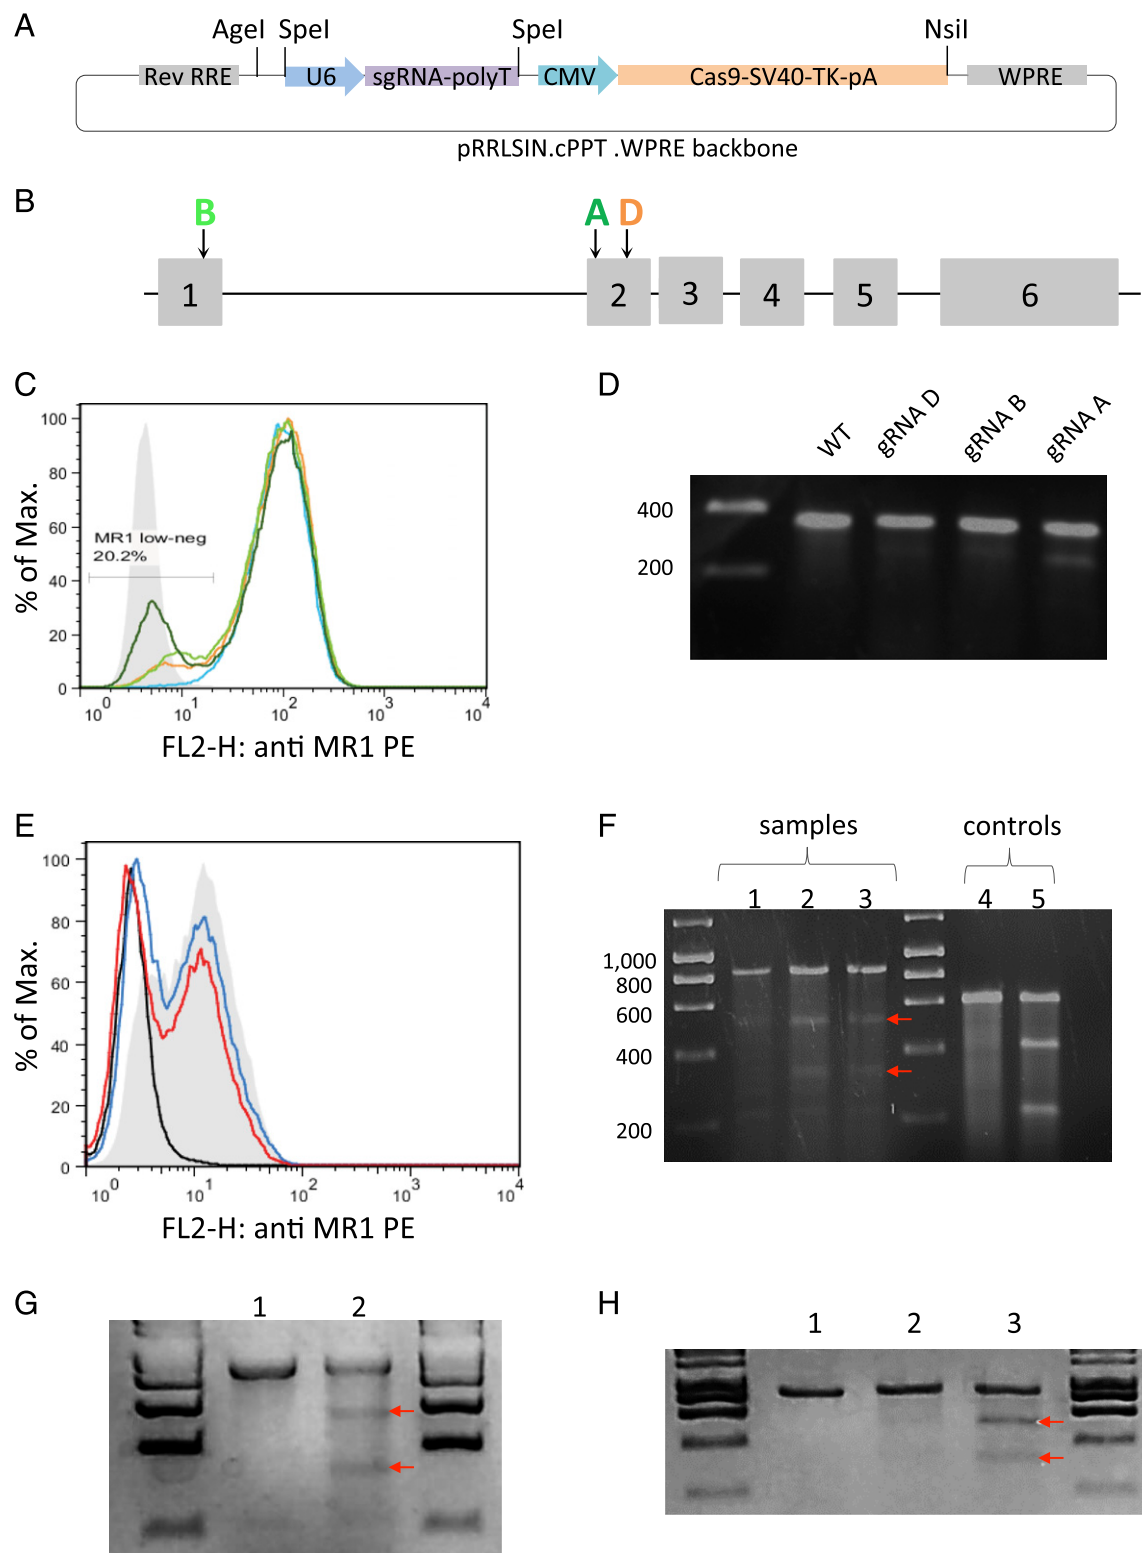 A
AgeI SpeI SpeI NsiI
Rev RRE U6 sgRNA-polyT CMV Cas9-SV40-TK-pA WPRE
pRRLSIN.cPPT .WPRE backbone
B
B A D
1 2 3 4 5 6
C
% of Max.
100
80
60
40
20
0
MR1 low-neg
20.2%
10^0 10^1 10^2 10^3 10^4
FL2-H: anti MR1 PE
D
WT gRNA D gRNA B gRNA A
400
200
E
% of Max.
100
80
60
40
20
0
10^0 10^1 10^2 10^3 10^4
FL2-H: anti MR1 PE
F
samples controls
1 2 3 4 5
1,000
800
600
400
200
G
1 2
H
1 2 3